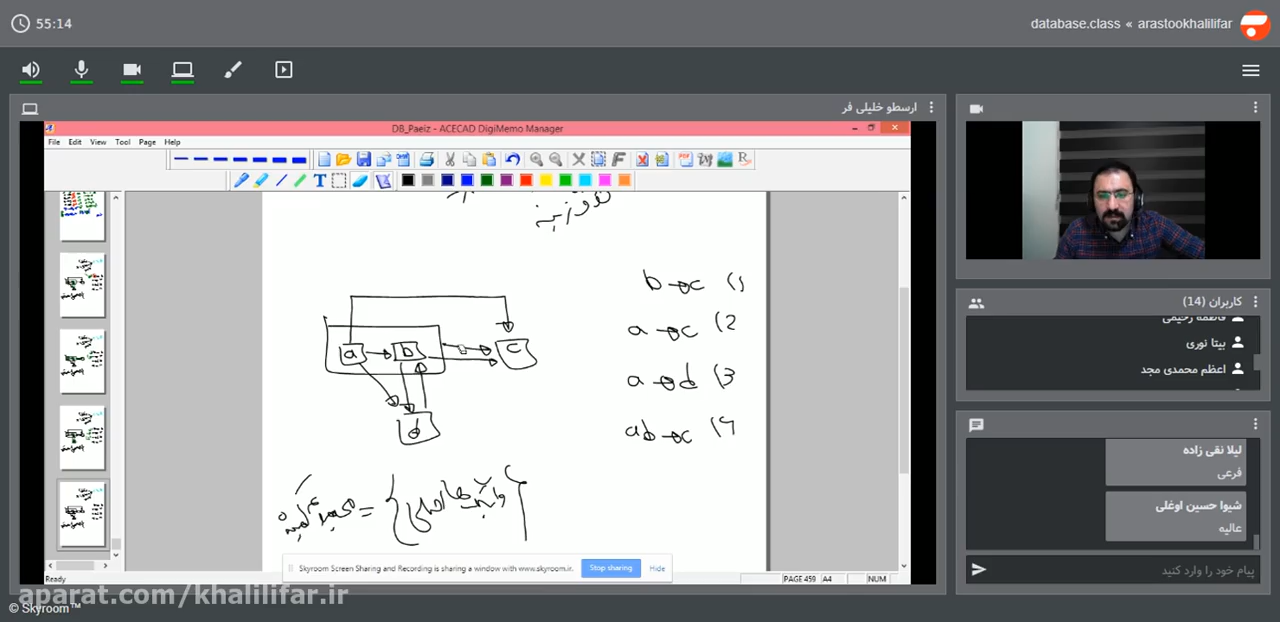 55:14
database.class « arastookhalilifar
ارسطو خلیلی فر
DB_Paeiz - ACECAD DigiMemo Manager
File Edit View Tool Page Help
b → c (1
a → c (2
a → d (3
ab → c (4
a b c
d
= { وابستگی‌ها اصلی }
Skyroom Screen Sharing and Recording is sharing a window with www.skyroom.ir.
Stop sharing
Hide
Ready
PAGE 459 A4 NUM
aparat.com/khalilifar.ir
© Skyroom™
کاربران (14)
فاطمه رحیمی
بیتا نوری
اعظم محمدی مجد
لیلا نقی زاده
فرعی
شیوا حسین اوغلی
عالیه
پیام خود را وارد کنید